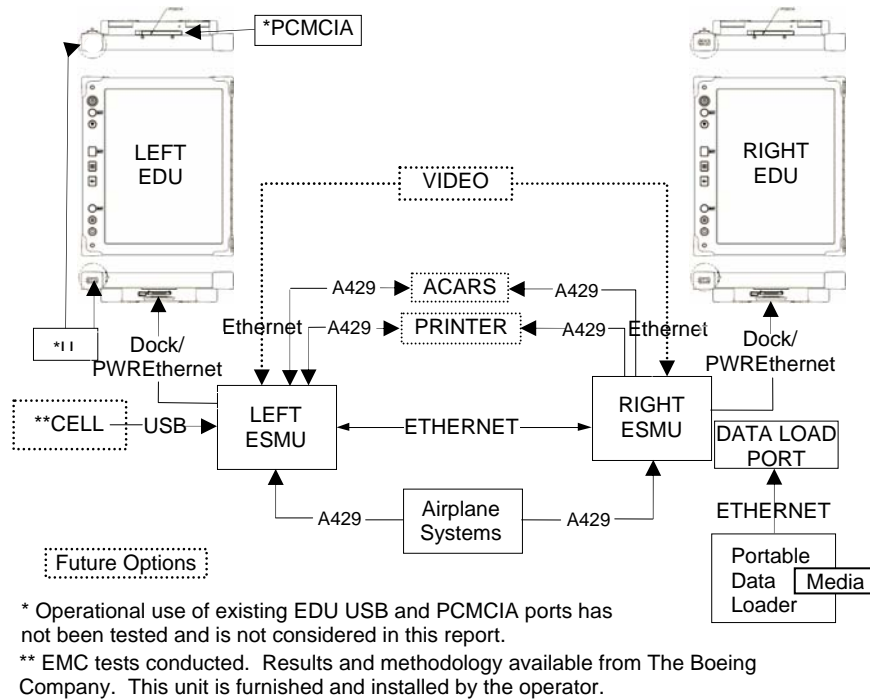 *PCMCIA
LEFT
EDU
RIGHT
EDU
VIDEO
A429
ACARS
A429
Ethernet
A429
PRINTER
A429
Ethernet
Dock/
PWREthernet
Dock/
PWREthernet
**CELL
USB
LEFT
ESMU
ETHERNET
RIGHT
ESMU
DATA LOAD
PORT
A429
Airplane
Systems
A429
ETHERNET
Future Options
Portable
Data
Loader
Media
* Operational use of existing EDU USB and PCMCIA ports has
not been tested and is not considered in this report.
** EMC tests conducted. Results and methodology available from The Boeing
Company. This unit is furnished and installed by the operator.